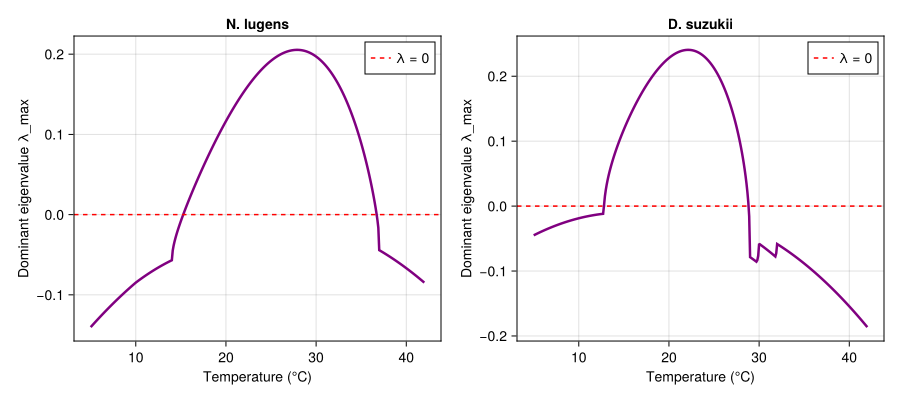 N. lugens
λ = 0
Dominant eigenvalue λ_max
0.2
0.1
0.0
−0.1
10
20
30
40
Temperature (°C)
D. suzukii
λ = 0
Dominant eigenvalue λ_max
0.2
0.1
0.0
−0.1
−0.2
10
20
30
40
Temperature (°C)